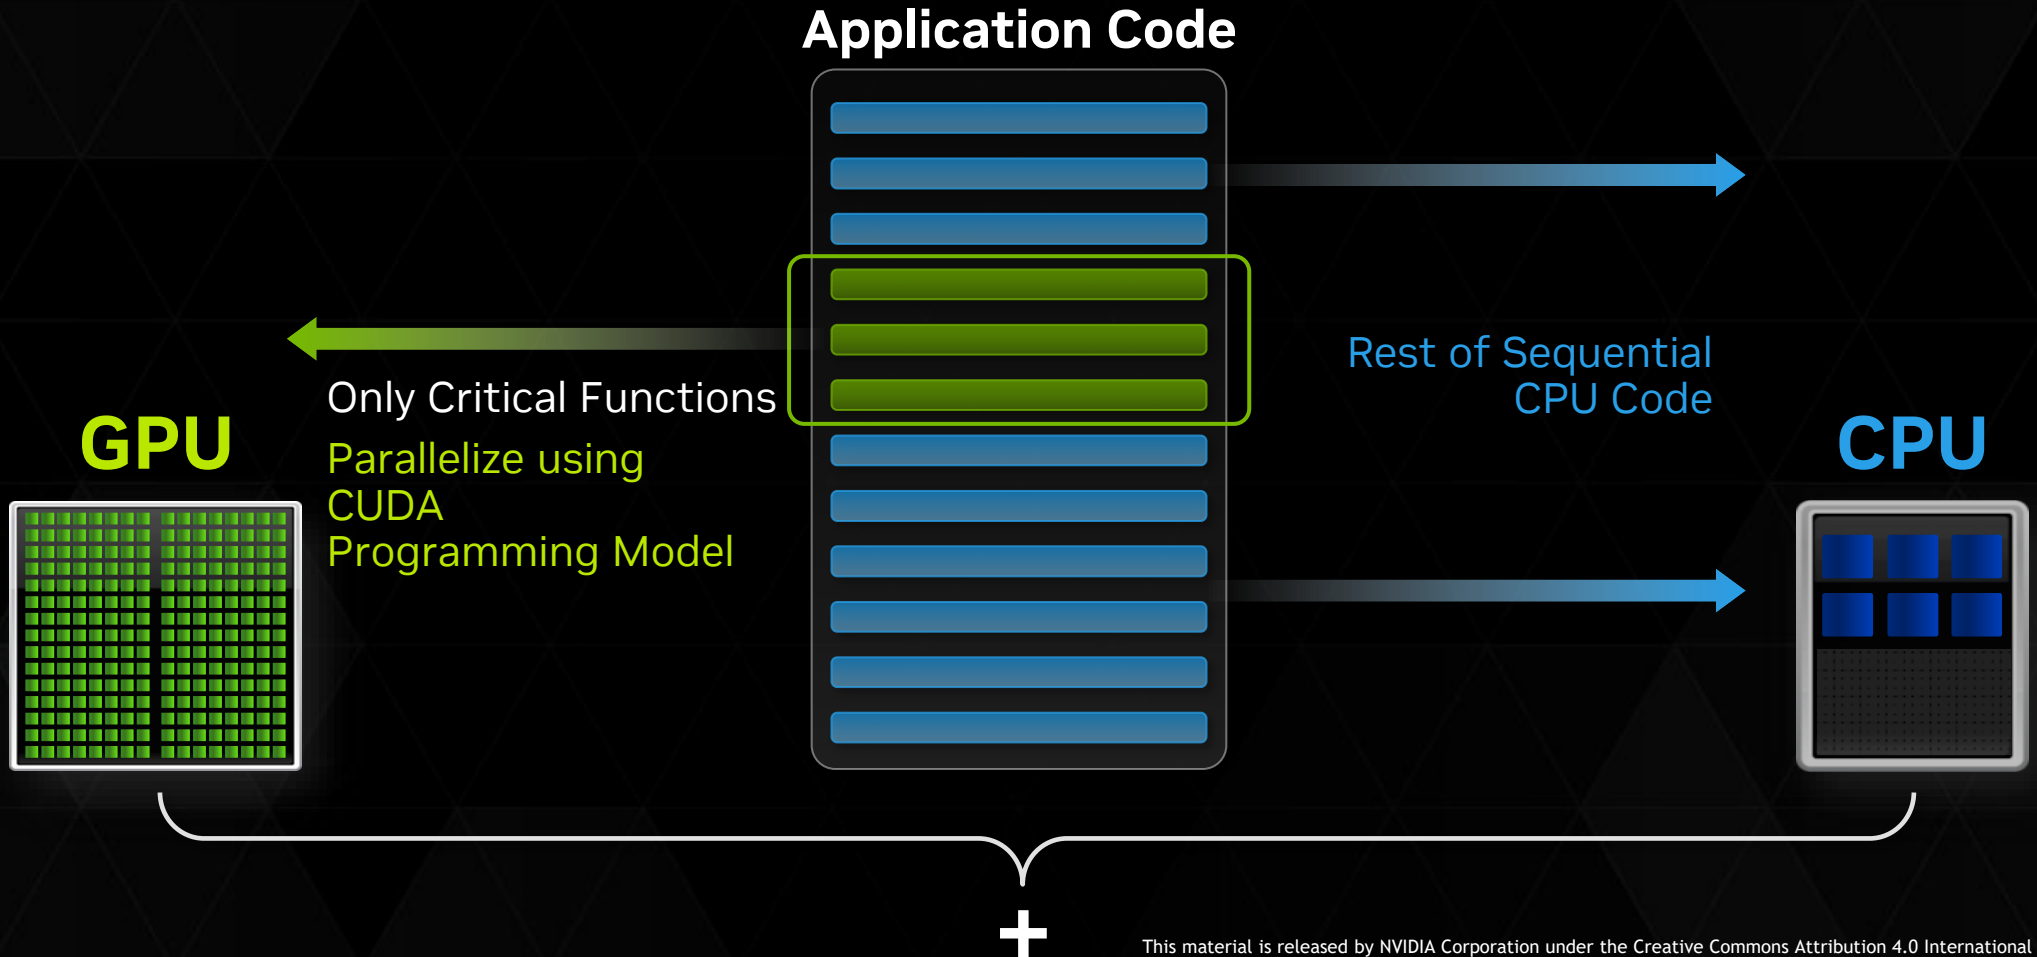 Application Code
Only Critical Functions
Parallelize using
CUDA
Programming Model
GPU
Rest of Sequential
CPU Code
CPU
+
This material is released by NVIDIA Corporation under the Creative Commons Attribution 4.0 International